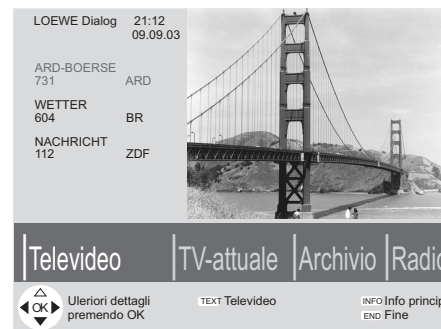 LOEWE Dialog 21:12
09.09.03
ARD-BOERSE
731 ARD
WETTER
604 BR
NACHRICHT
112 ZDF
Televideo TV-attuale Archivio Radio
OK Uleriori dettagli
premendo OK
TEXT Televideo
INFO Info princip
END Fine